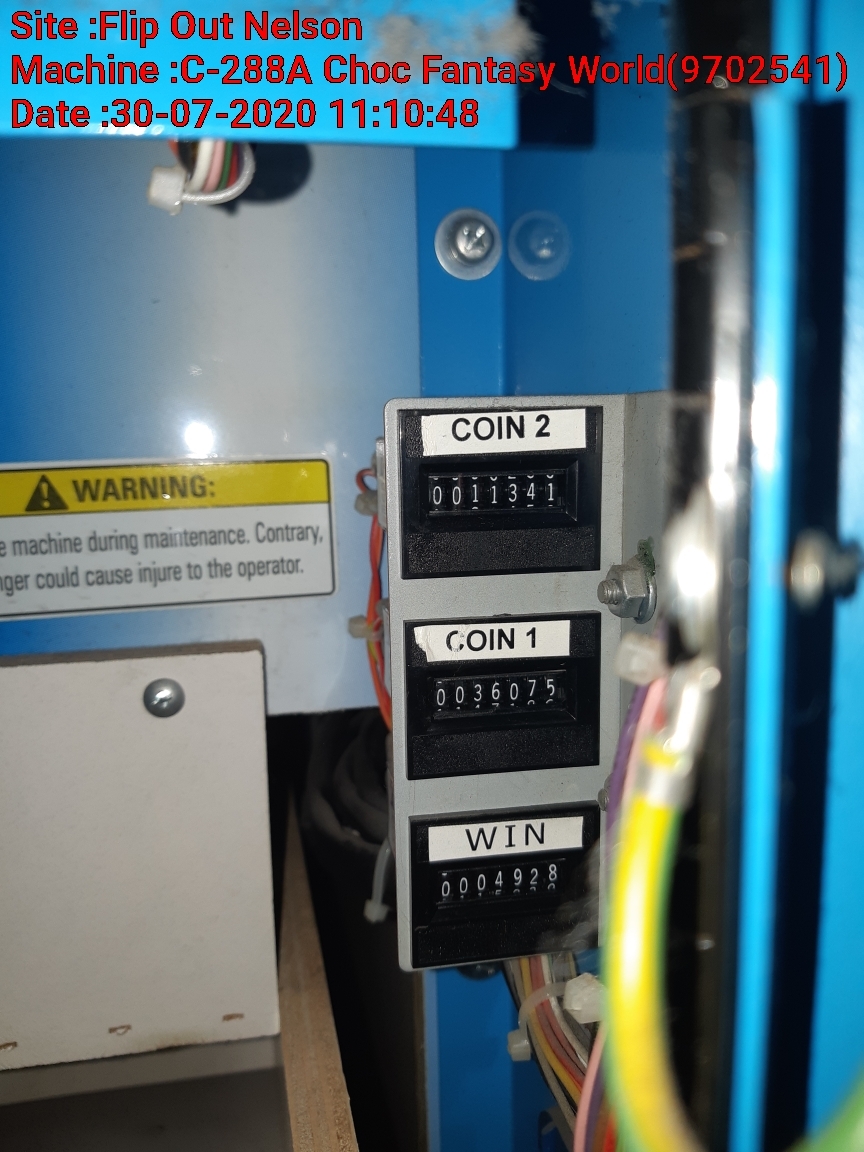 Site :Flip Out Nelson
Machine :C-288A Choc Fantasy World(9702541)
Date :30-07-2020 11:10:48
COIN 2
0011341
WARNING:
e machine during maintenance. Contrary,
nger could cause injure to the operator.
COIN 1
0036075
WIN
0004928